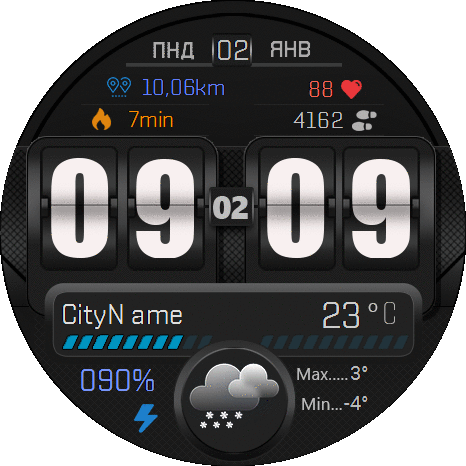 ПНД 02 ЯНВ
10,06km 88
7min 4162
09 02 09
CityN ame 23°C
090% Max.....3°
Min...-4°